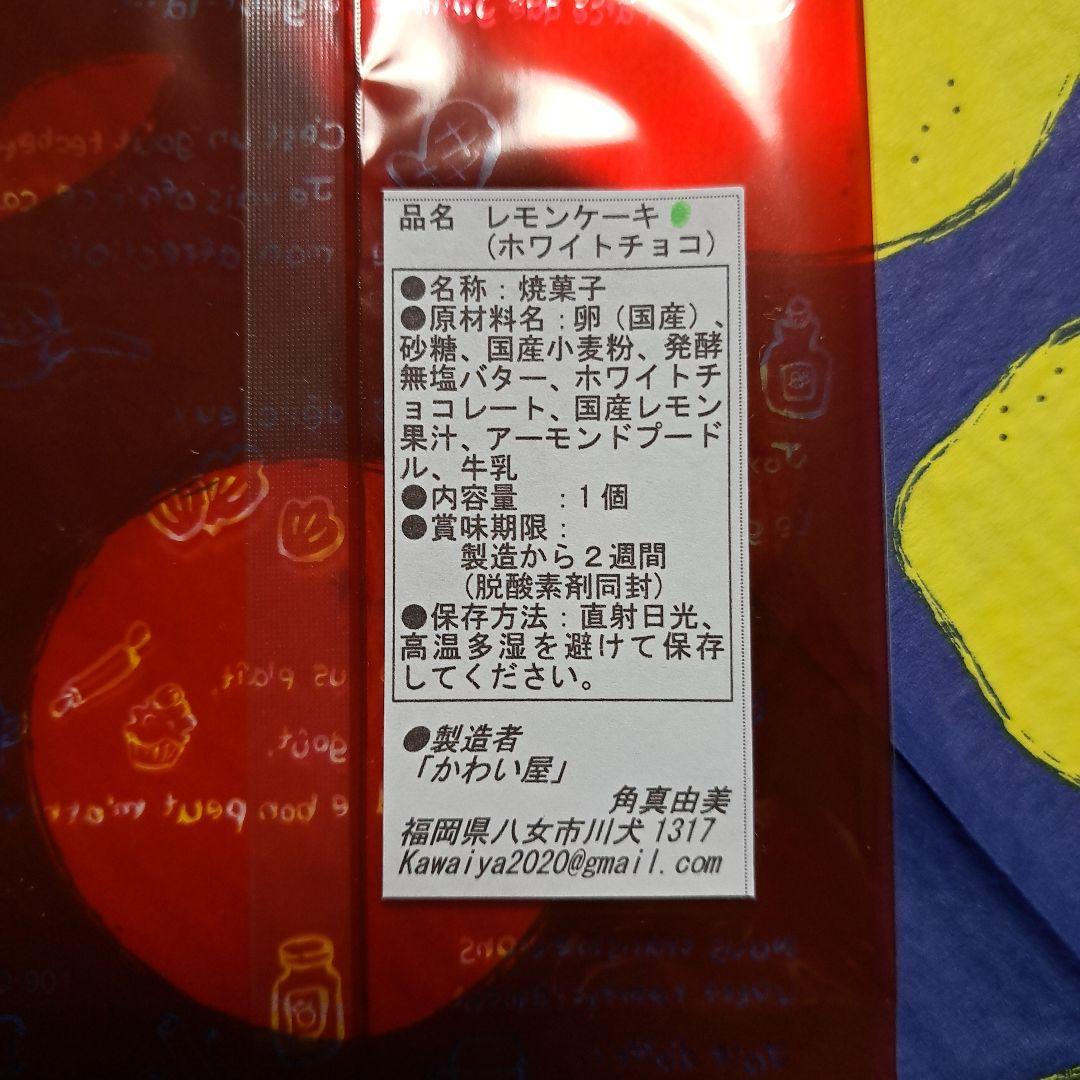 品名　レモンケーキ
（ホワイトチョコ）
●名称：焼菓子
●原材料名：卵（国産）、
砂糖、国産小麦粉、発酵
無塩バター、ホワイトチ
ョコレート、国産レモン
果汁、アーモンドプード
ル、牛乳
●内容量　：１個
●賞味期限：
製造から２週間
（脱酸素剤同封）
●保存方法：直射日光、
高温多湿を避けて保存
してください。
●製造者
「かわい屋」
角真由美
福岡県八女市川犬 1317
Kawaiya2020@gmail.com